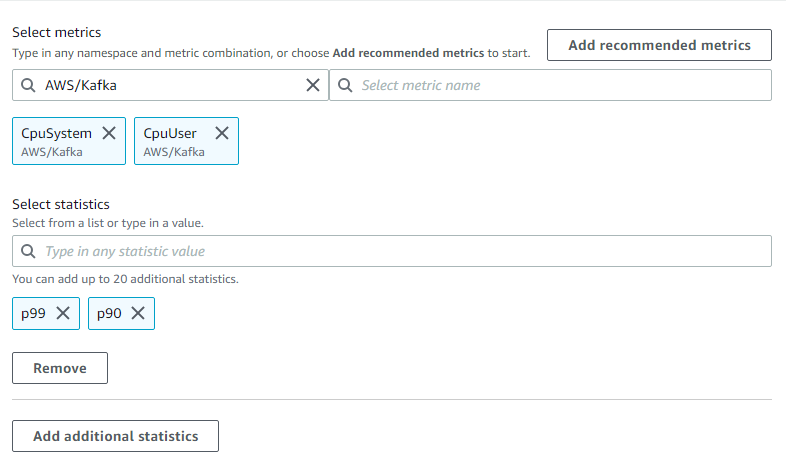 Select metrics
Type in any namespace and metric combination, or choose Add recommended metrics to start.
Add recommended metrics
AWS/Kafka
Select metric name
CpuSystem
AWS/Kafka
CpuUser
AWS/Kafka
Select statistics
Select from a list or type in a value.
Type in any statistic value
You can add up to 20 additional statistics.
p99
p90
Remove
Add additional statistics